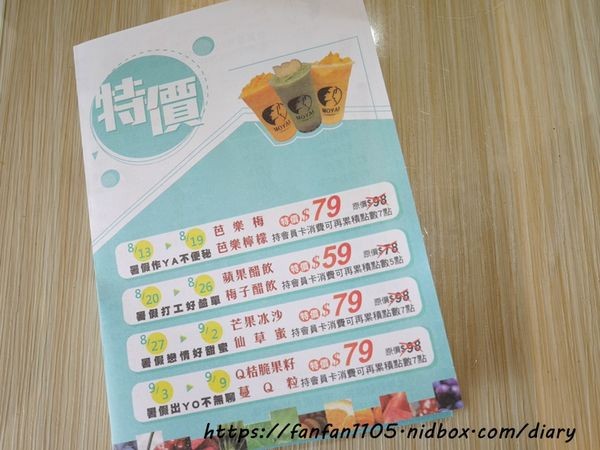 特價
MOYAI
MOYAI
MOYAI
8/13 ▶ 8/19
暑假作YA不便秘
芭樂梅
芭樂檸檬
特價$79 原價$98
持會員卡消費可再累積點數7點
8/20 ▶ 8/26
暑假打工好簡單
蘋果醋飲
梅子醋飲
特價$59 原價$78
持會員卡消費可再累積點數5點
8/27 ▶ 9/2
暑假戀情好甜蜜
芒果冰沙
仙草蜜
特價$79 原價$98
持會員卡消費可再累積點數7點
9/3 ▶ 9/9
暑假出YO不無聊
Q桔脆果籽
蔓Q粒
特價$79 原價$98
持會員卡消費可再累積點數7點
https://fanfan1105.nidbox.com/diary